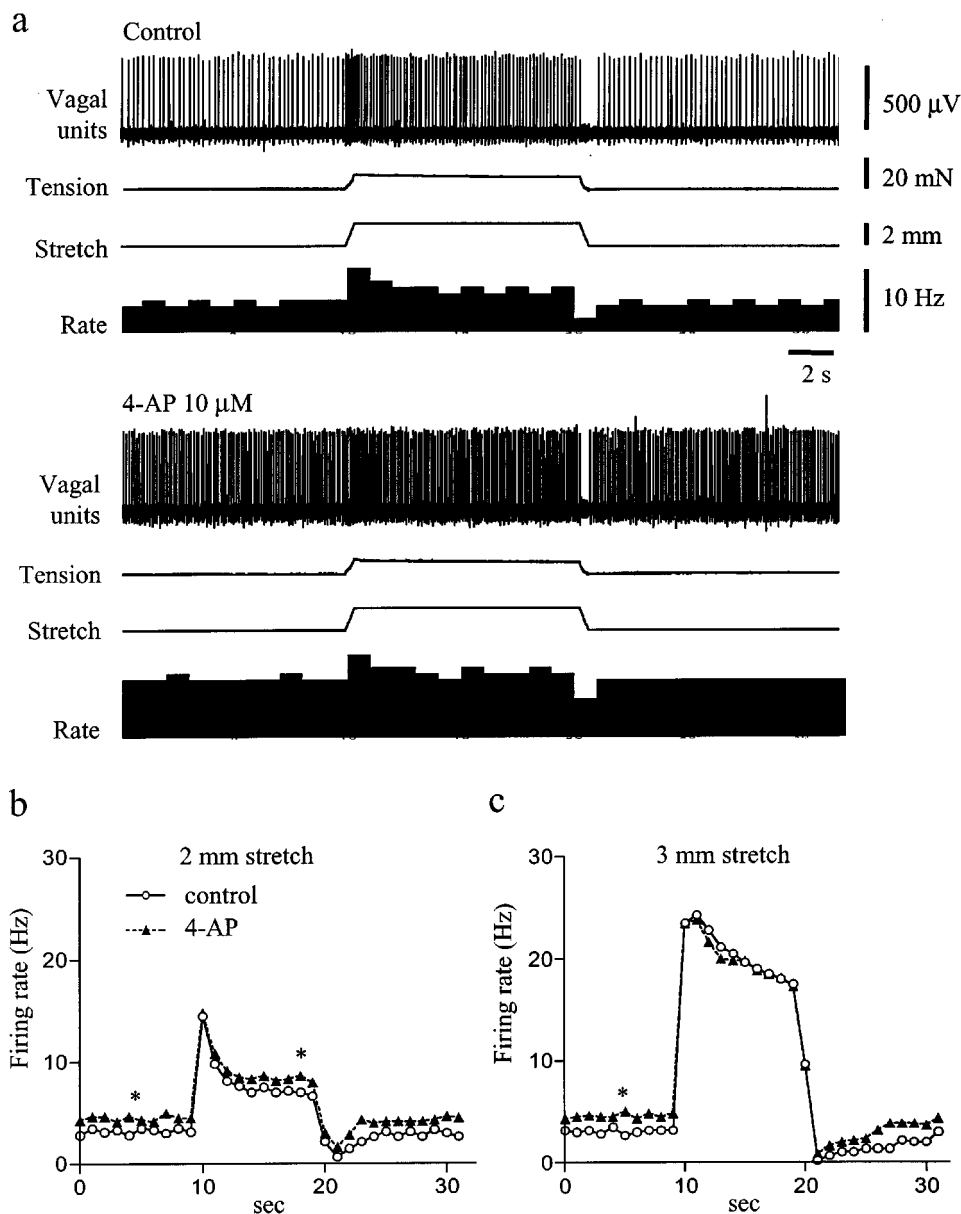 a
Control
Vagal
units
500 µV
Tension
20 mN
Stretch
2 mm
Rate
10 Hz
2 s
4-AP 10 µM
Vagal
units
Tension
Stretch
Rate
b
2 mm stretch
control
4-AP
Firing rate (Hz)
30
20
10
0
*
*
0 10 20 30
sec
c
3 mm stretch
Firing rate (Hz)
30
20
10
0
*
0 10 20 30
sec